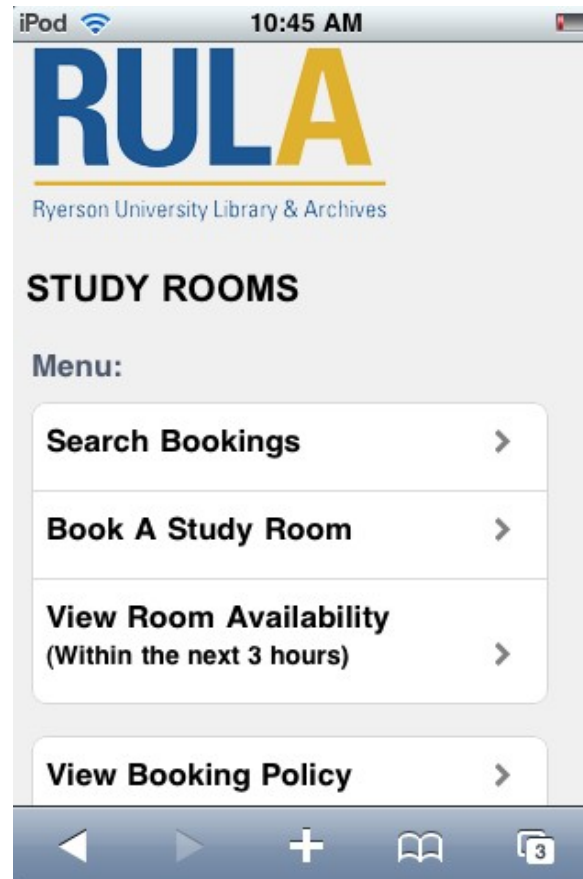 iPod 10:45 AM
RULA
Ryerson University Library & Archives
STUDY ROOMS
Menu:
Search Bookings
Book A Study Room
View Room Availability
(Within the next 3 hours)
View Booking Policy
3